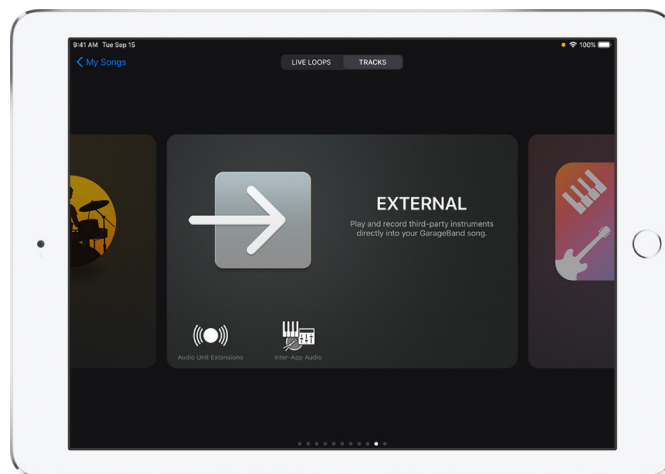 9:41 AM Tue Sep 15
100%
My Songs
LIVE LOOPS
TRACKS
EXTERNAL
Play and record third-party instruments
directly into your GarageBand song.
Audio Unit Extensions
Inter-App Audio